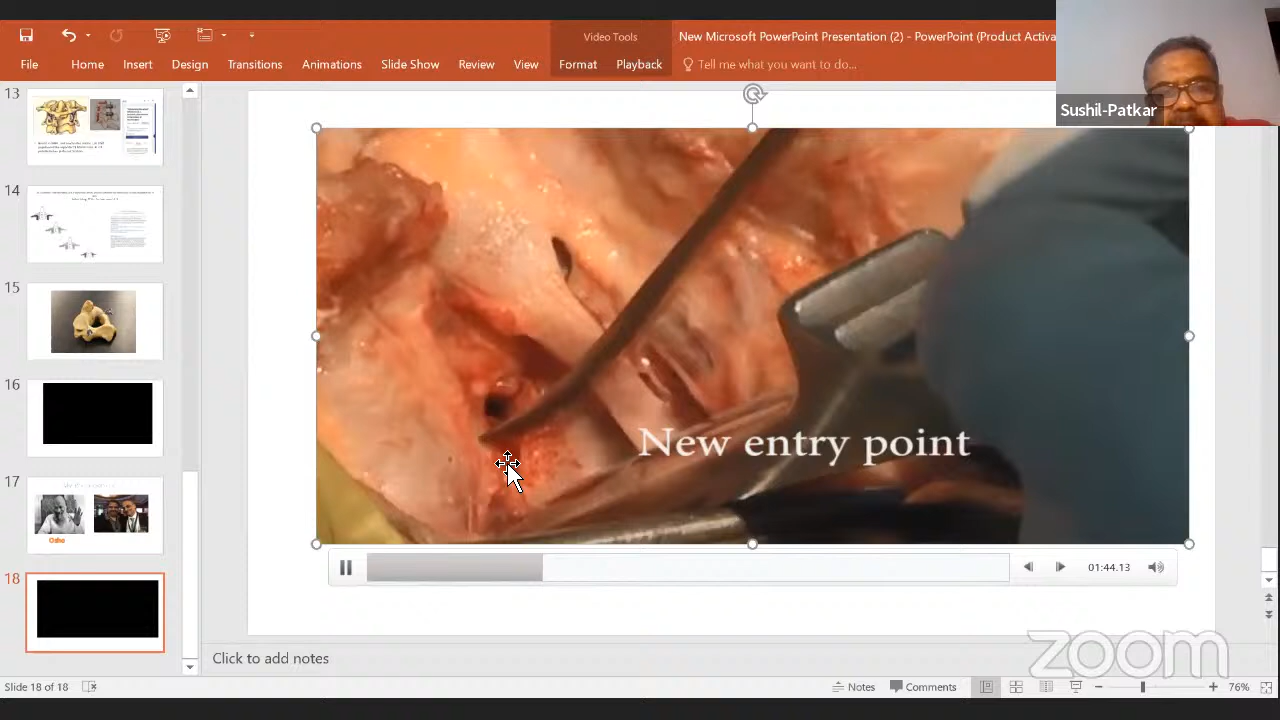 Video Tools
New Microsoft PowerPoint Presentation (2) - PowerPoint (Product Activa
File Home Insert Design Transitions Animations Slide Show Review View Format Playback Tell me what you want to do...
Sushil-Patkar
13
14
15
16
17
Osho
18
New entry point
01:44.13
Click to add notes
zoom
Slide 18 of 18 Notes Comments 76%